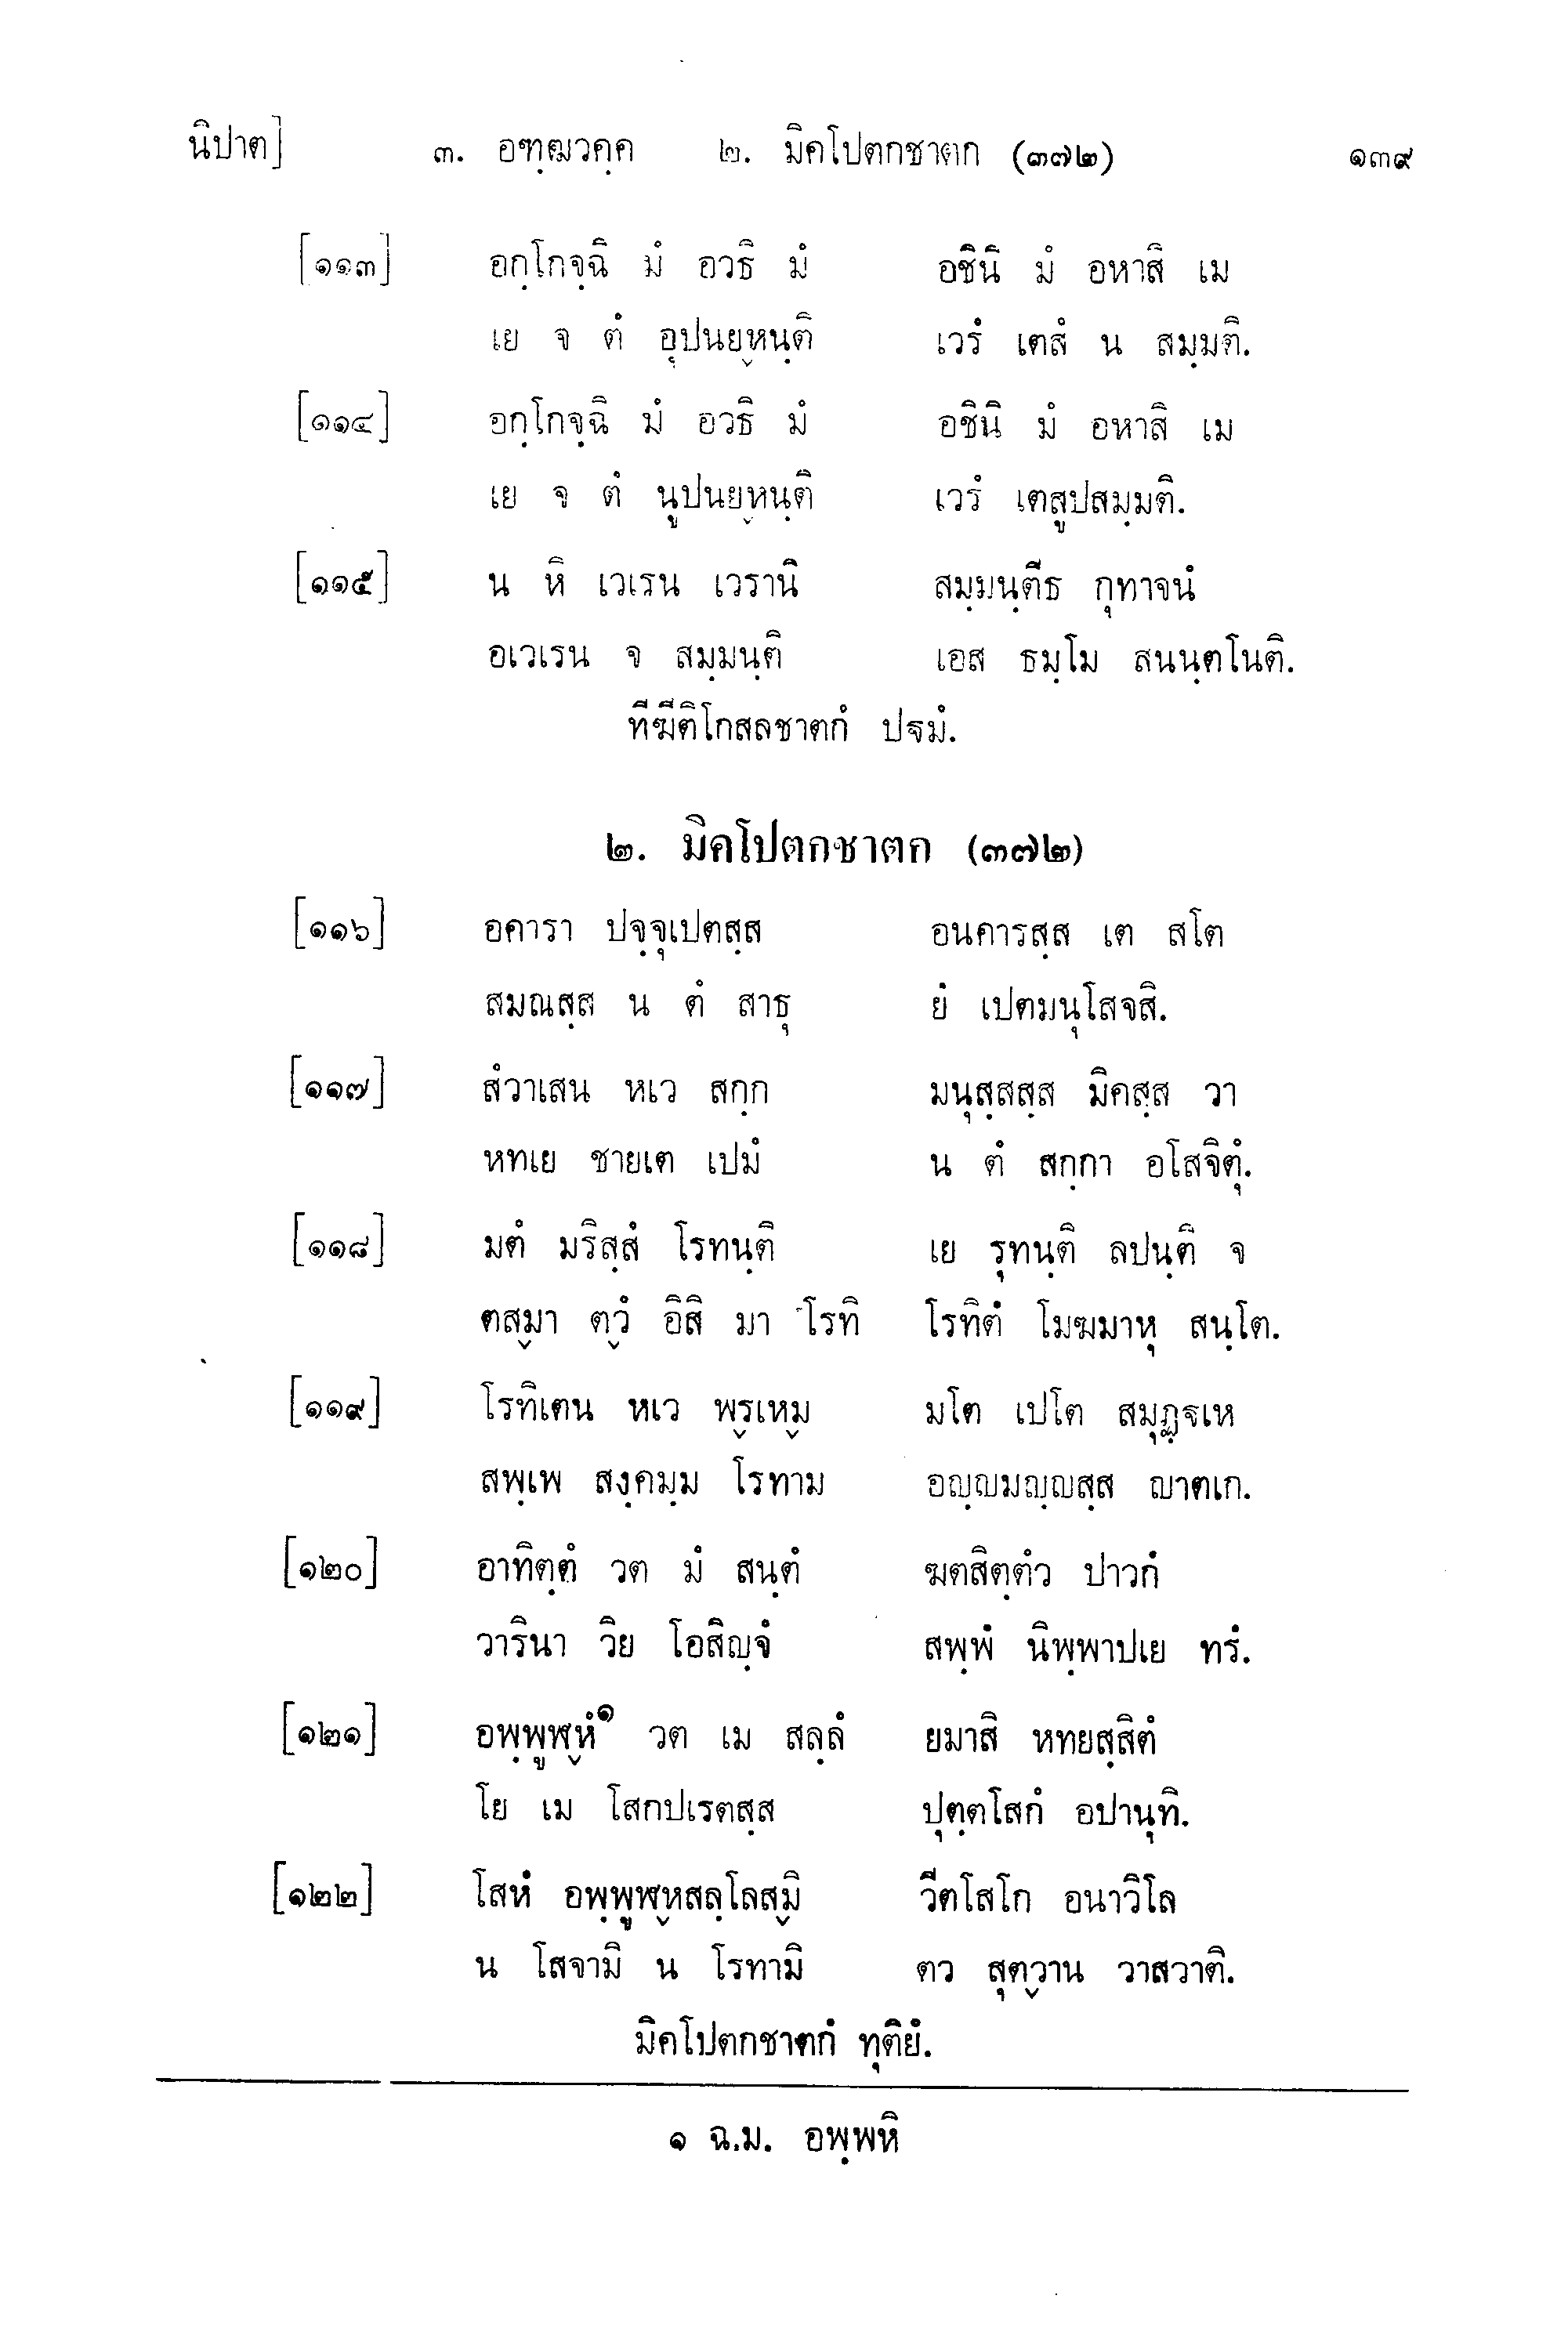 นิปาต] ๓. อฑฺฒวคฺค ๒. มิคโปตกชาตก (๓๗๒) ๑๓๙
[๑๑๓] อกฺโกจฺฉิ มํ อวธิ มํ อชินิ มํ อหาสิ เม
เย จ ตํ อุปนยฺหนฺติ เวรํ เตสํ น สมฺมติ.
[๑๑๔] อกฺโกจฺฉิ มํ อวธิ มํ อชินิ มํ อหาสิ เม
เย จ ตํ นูปนยฺหนฺติ เวรํ เตสูปสมฺมติ.
[๑๑๕] น หิ เวเรน เวรานิ สมฺมนฺตีธ กุทาจนํ
อเวเรน จ สมฺมนฺติ เอส ธมฺโม สนนฺตโนติ.
ทีฆีติโกสลชาตกํ ปฐมํ.
๒. มิคโปตกชาตก (๓๗๒)
[๑๑๖] อคารา ปจฺจุเปตสฺส อนคารสฺส เต สโต
สมณสฺส น ตํ สาธุ ยํ เปตมนุโสจสิ.
[๑๑๗] สํวาเสน หเว สกฺก มนุสฺสสฺส มิคสฺส วา
หทเย ชายเต เปมํ น ตํ สกฺกา อโสจิตุํ.
[๑๑๘] มตํ มริสฺสํ โรทนฺติ เย รุทนฺติ ลปนฺติ จ
ตสฺมา ตฺวํ อิสิ มา โรทิ โรทิตํ โมฆมาหุ สนฺโต.
[๑๑๙] โรทิเตน หเว พฺรเหฺม มโต เปโต สมุฏฺฐเห
สพฺเพ สงฺคมฺม โรทาม อญฺญมญฺญสฺส ญาตเก.
[๑๒๐] อาทิตฺตํ วต มํ สนฺตํ ฆตสิตฺตํว ปาวกํ
วารินา วิย โอสิญฺจํ สพฺพํ นิพฺพาปเย ทรํ.
[๑๒๑] อพฺพูฬฺหํ๑ วต เม สลฺลํ ยมาสิ หทยสฺสิตํ
โย เม โสกปเรตสฺส ปุตฺตโสกํ อปานุทิ.
[๑๒๒] โสหํ อพฺพูฬฺหสลฺโลสฺมิ วีตโสโก อนาวิโล
น โสจามิ น โรทามิ ตว สุตฺวาน วาสวาติ.
มิคโปตกชาตกํ ทุติยํ.
๑ ฉ.ม. อพฺพหิ